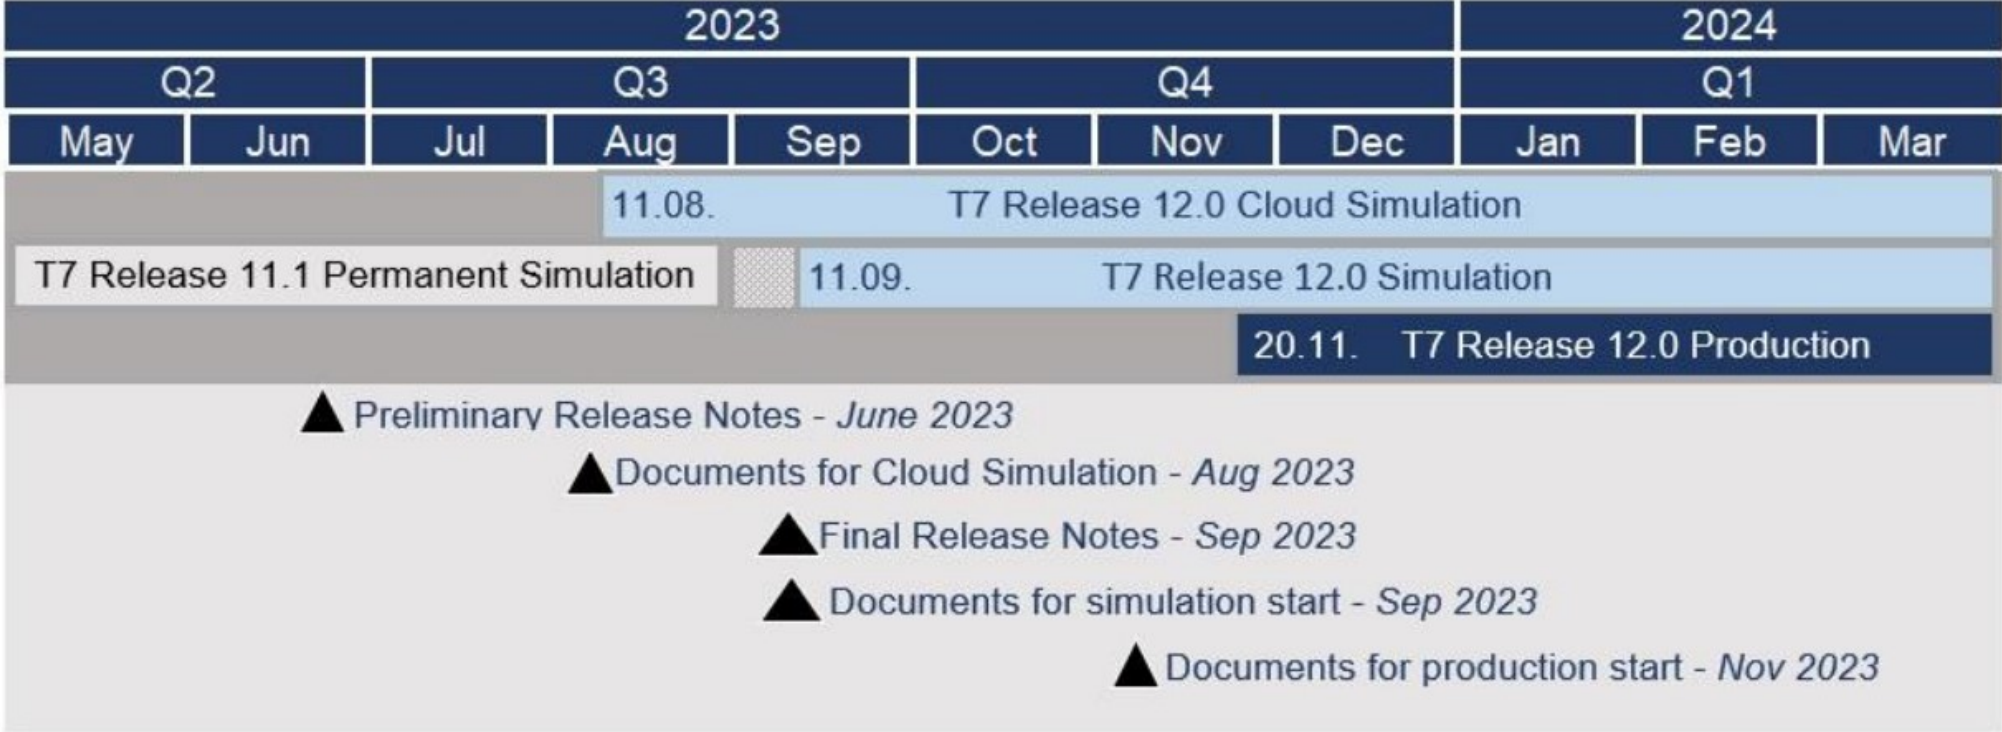 2023 2024
Q2 Q3 Q4 Q1
May Jun Jul Aug Sep Oct Nov Dec Jan Feb Mar
11.08. T7 Release 12.0 Cloud Simulation
T7 Release 11.1 Permanent Simulation 11.09. T7 Release 12.0 Simulation
20.11. T7 Release 12.0 Production
Preliminary Release Notes - June 2023
Documents for Cloud Simulation - Aug 2023
Final Release Notes - Sep 2023
Documents for simulation start - Sep 2023
Documents for production start - Nov 2023